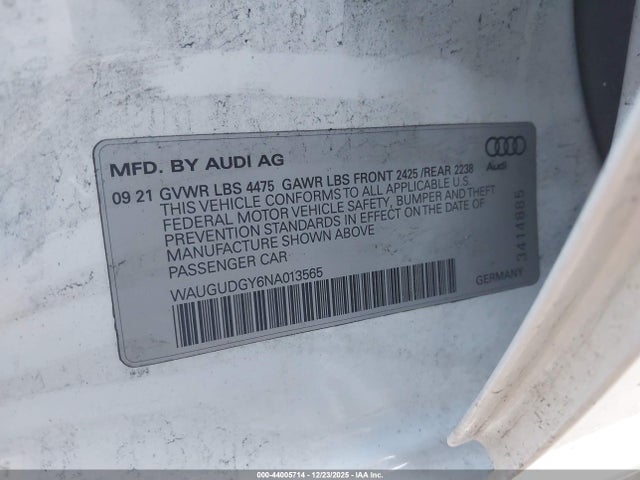 MFD. BY AUDI AG
Audi
09 21 GVWR LBS 4475 GAWR LBS FRONT 2425 /REAR 2238
THIS VEHICLE CONFORMS TO ALL APPLICABLE
FEDERAL MOTOR VEHICLE SAFETY, BUMPER AND THEFT
PREVENTION STANDARDS IN EFFECT ON THE DATE OF
MANUFACTURE SHOWN ABOVE
PASSENGER CAR
WAUGUDGY6NA013565
GERMANY
3414885
000-44005714 - 12/23/2025 - IAA Inc.